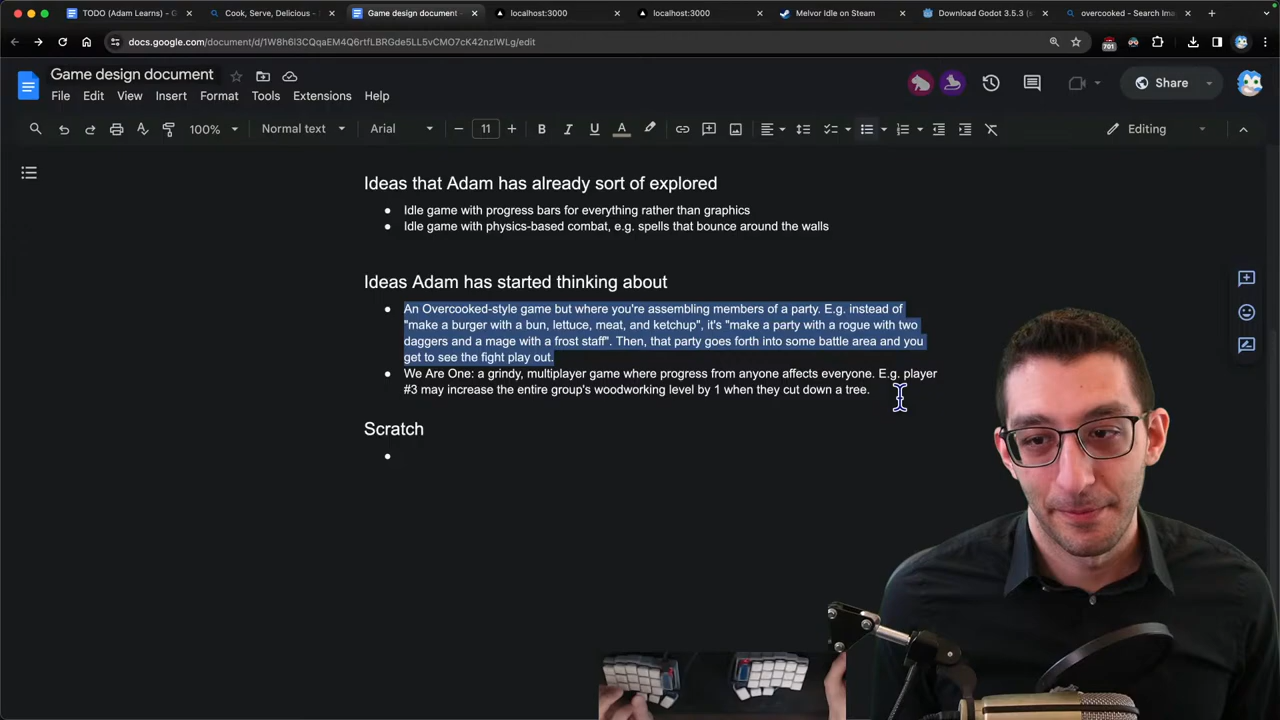 TODO (Adam Learns) – G
Cook, Serve, Delicious –
Game design document –
localhost:3000
localhost:3000
Melvor Idle on Steam
Download Godot 3.5.3 (s
overcooked – Search Ima
docs.google.com/document/d/1W8h6l3CQqaEM4Q6rtfLBRGde5LL5vCMO7cK42nzlWLg/edit
701
Game design document
File Edit View Insert Format Tools Extensions Help
Share
100% Normal text Arial 11 Editing
Ideas that Adam has already sort of explored
● Idle game with progress bars for everything rather than graphics
● Idle game with physics-based combat, e.g. spells that bounce around the walls
Ideas Adam has started thinking about
● An Overcooked-style game but where you're assembling members of a party. E.g. instead of
"make a burger with a bun, lettuce, meat, and ketchup", it's "make a party with a rogue with two
daggers and a mage with a frost staff". Then, that party goes forth into some battle area and you
get to see the fight play out.
● We Are One: a grindy, multiplayer game where progress from anyone affects everyone. E.g. player
#3 may increase the entire group's woodworking level by 1 when they cut down a tree.
Scratch
●